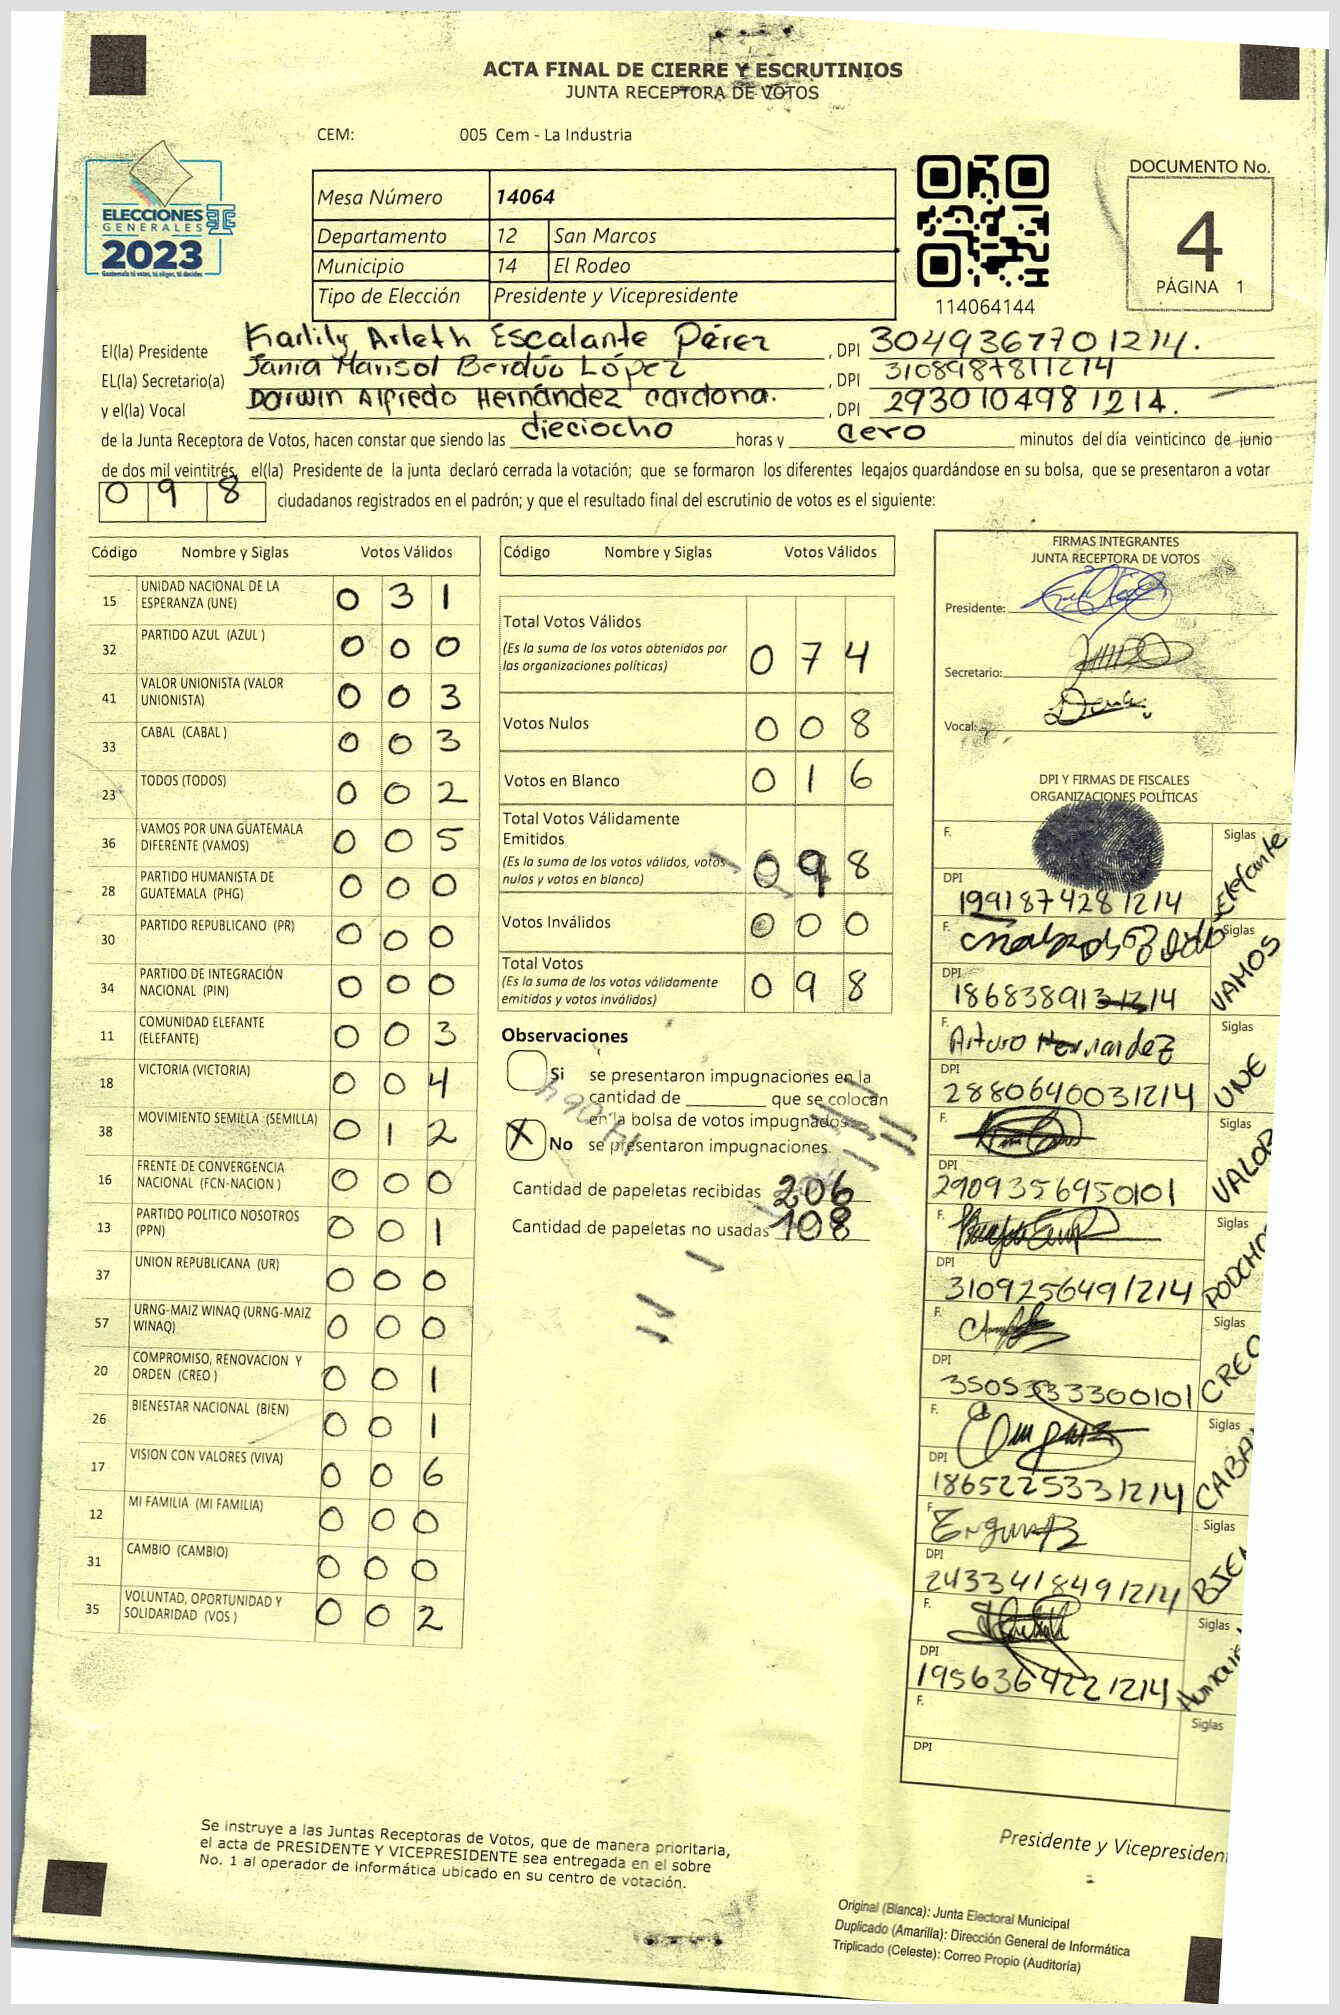 ACTA FINAL DE CIERRE Y ESCRUTINIOS
JUNTA RECEPTORA DE VOTOS
CEM: 005 Cem - La Industria
ELECCIONES
GENERALES
2023
Guatemala tú votas, tú eliges, tú decides
Mesa Número 14064
Departamento 12 San Marcos
Municipio 14 El Rodeo
Tipo de Elección Presidente y Vicepresidente
114064144
DOCUMENTO No.
4
PÁGINA 1
El(la) Presidente Karlily Arleth Escalante Pérez, DPI 3049367701214.
EL(la) Secretario(a) Jania Marisol Berdúo López, DPI 3108987811214
y el(la) Vocal Darwin Alfredo Hernández cardona., DPI 2930104981214.
de la Junta Receptora de Votos, hacen constar que siendo las dieciocho horas y cero minutos del día veinticinco de junio
de dos mil veintitrés, el(la) Presidente de la junta declaró cerrada la votación; que se formaron los diferentes legajos guardándose en su bolsa, que se presentaron a votar
098 ciudadanos registrados en el padrón; y que el resultado final del escrutinio de votos es el siguiente:
Código Nombre y Siglas Votos Válidos
15 UNIDAD NACIONAL DE LA ESPERANZA (UNE) 0 3 1
32 PARTIDO AZUL (AZUL ) 0 0 0
41 VALOR UNIONISTA (VALOR UNIONISTA) 0 0 3
33 CABAL (CABAL ) 0 0 3
23 TODOS (TODOS) 0 0 2
36 VAMOS POR UNA GUATEMALA DIFERENTE (VAMOS) 0 0 5
28 PARTIDO HUMANISTA DE GUATEMALA (PHG) 0 0 0
30 PARTIDO REPUBLICANO (PR) 0 0 0
34 PARTIDO DE INTEGRACIÓN NACIONAL (PIN) 0 0 0
11 COMUNIDAD ELEFANTE (ELEFANTE) 0 0 3
18 VICTORIA (VICTORIA) 0 0 4
38 MOVIMIENTO SEMILLA (SEMILLA) 0 1 2
16 FRENTE DE CONVERGENCIA NACIONAL (FCN-NACION ) 0 0 0
13 PARTIDO POLITICO NOSOTROS (PPN) 0 0 1
37 UNION REPUBLICANA (UR) 0 0 0
57 URNG-MAIZ WINAQ (URNG-MAIZ WINAQ) 0 0 0
20 COMPROMISO, RENOVACION Y ORDEN (CREO ) 0 0 1
26 BIENESTAR NACIONAL (BIEN) 0 0 1
17 VISION CON VALORES (VIVA) 0 0 6
12 MI FAMILIA (MI FAMILIA) 0 0 0
31 CAMBIO (CAMBIO) 0 0 0
35 VOLUNTAD, OPORTUNIDAD Y SOLIDARIDAD (VOS ) 0 0 2
Código Nombre y Siglas Votos Válidos
Total Votos Válidos
(Es la suma de los votos obtenidos por las organizaciones políticas) 0 7 4
Votos Nulos 0 0 8
Votos en Blanco 0 1 6
Total Votos Válidamente Emitidos
(Es la suma de los votos válidos, votos nulos y votos en blanco) 0 9 8
Votos Inválidos 0 0 0
Total Votos
(Es la suma de los votos válidamente emitidos y votos inválidos) 0 9 8
Observaciones
Si se presentaron impugnaciones en la
cantidad de ________ que se colocan
en la bolsa de votos impugnados
X No se presentaron impugnaciones.
14064
Cantidad de papeletas recibidas 206
Cantidad de papeletas no usadas 108
FIRMAS INTEGRANTES
JUNTA RECEPTORA DE VOTOS
Presidente:
Secretario:
Vocal:
DPI Y FIRMAS DE FISCALES
ORGANIZACIONES POLÍTICAS
F. Siglas Elefante
DPI 1991874281214
F. Siglas VAMOS
DPI 1868389131214
F. Arturo Hernandez Siglas UNE
DPI 2880640031214
F. Siglas VALOR
DPI 2909356950101
F. Siglas
DPI 3109256491214
F. Siglas CREO
DPI 3505333300101
F. Siglas CABAL
DPI 1865225331214
F. Siglas BIEN
DPI 2433418491214
F. Siglas
DPI 1956364221214
F. Siglas
DPI
Presidente y Vicepresiden
Se instruye a las Juntas Receptoras de Votos, que de manera prioritaria,
el acta de PRESIDENTE Y VICEPRESIDENTE sea entregada en el sobre
No. 1 al operador de informática ubicado en su centro de votación.
Original (Blanca): Junta Electoral Municipal
Duplicado (Amarilla): Dirección General de Informática
Triplicado (Celeste): Correo Propio (Auditoría)